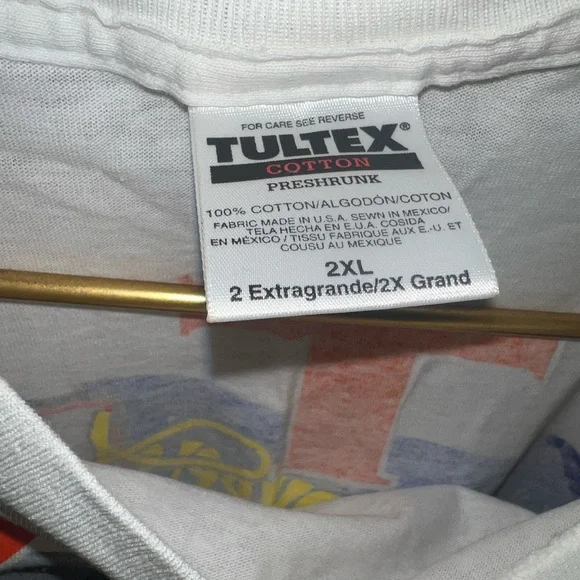 FOR CARE SEE REVERSE
TULTEX®
COTTON
PRESHRUNK
100% COTTON/ALGODÓN/COTON
FABRIC MADE IN U.S.A. SEWN IN MEXICO/
TELA HECHA EN E.U.A. COSIDA
EN MÉXICO / TISSU FABRIQUE AUX E.-U. ET
COUSU AU MEXIQUE
2XL
2 Extragrande/2X Grand